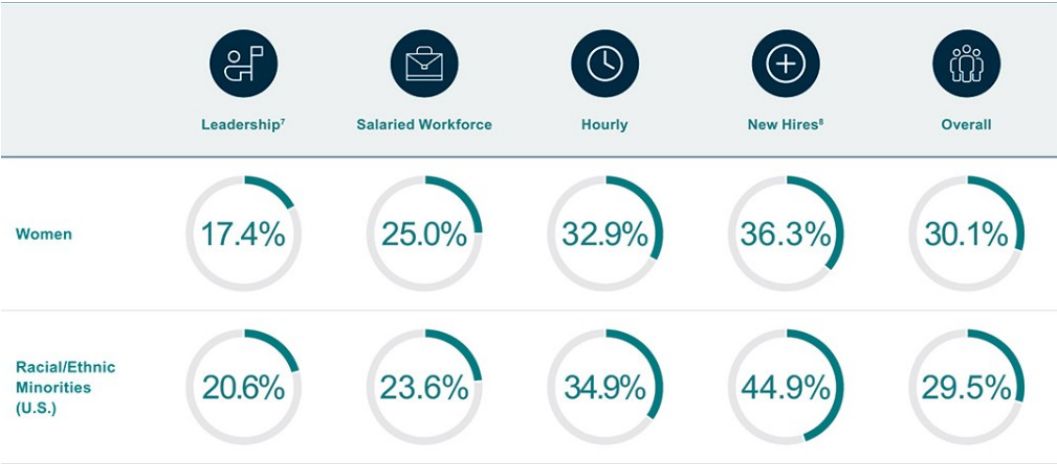 Leadership⁷ Salaried Workforce Hourly New Hires⁸ Overall
Women 17.4% 25.0% 32.9% 36.3% 30.1%
Racial/Ethnic
Minorities 20.6% 23.6% 34.9% 44.9% 29.5%
(U.S.)